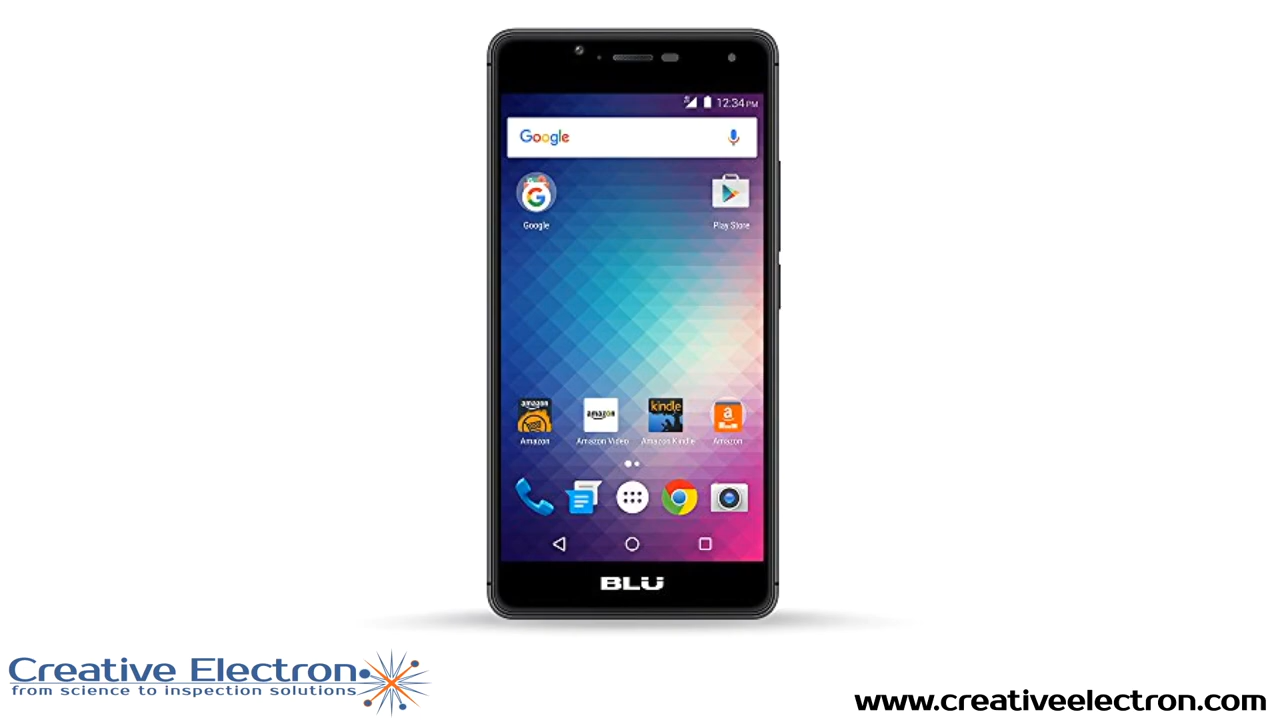 12:34 PM
Google
Google
Play Store
amazon
amazon
kindle
a
Amazon
Amazon Video
Amazon Kindle
Amazon
BLU
Creative Electron
from science to inspection solutions
www.creativeelectron.com